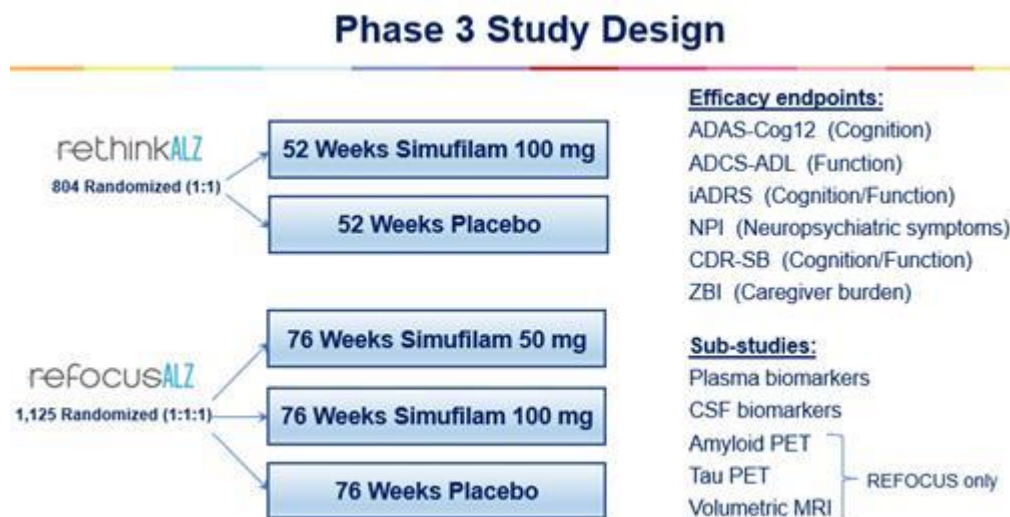 Phase 3 Study Design
rethinkALZ
804 Randomized (1:1)
52 Weeks Simufilam 100 mg
52 Weeks Placebo
refocusALZ
1,125 Randomized (1:1:1)
76 Weeks Simufilam 50 mg
76 Weeks Simufilam 100 mg
76 Weeks Placebo
Efficacy endpoints:
ADAS-Cog12 (Cognition)
ADCS-ADL (Function)
iADRS (Cognition/Function)
NPI (Neuropsychiatric symptoms)
CDR-SB (Cognition/Function)
ZBI (Caregiver burden)
Sub-studies:
Plasma biomarkers
CSF biomarkers
Amyloid PET
Tau PET
Volumetric MRI
REFOCUS only